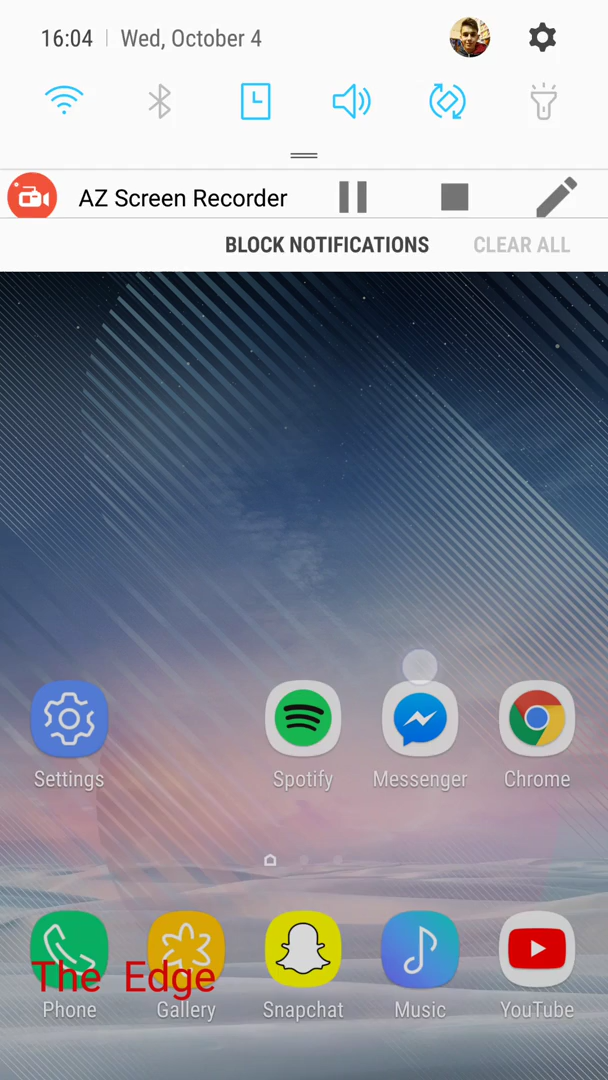 16:04 | Wed, October 4
AZ Screen Recorder
BLOCK NOTIFICATIONS CLEAR ALL
Settings Spotify Messenger Chrome
The Edge
Phone Gallery Snapchat Music YouTube